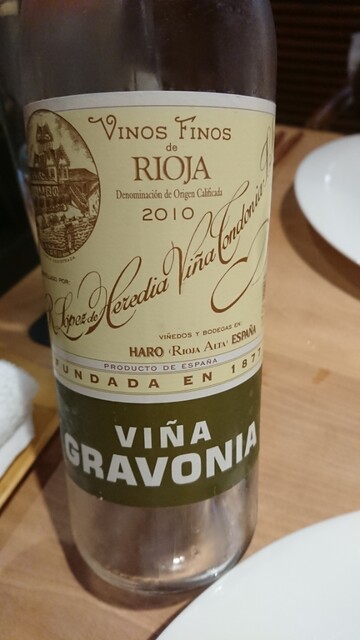 VINOS FINOS
de
RIOJA
Denominación de Origen Calificada
2010
R. López de Heredia Viña Tondonia,
VIÑEDOS Y BODEGAS EN
HARO (RIOJA ALTA) ESPAÑA
PRODUCTO DE ESPAÑA
FUNDADA EN 187
VIÑA
GRAVONIA